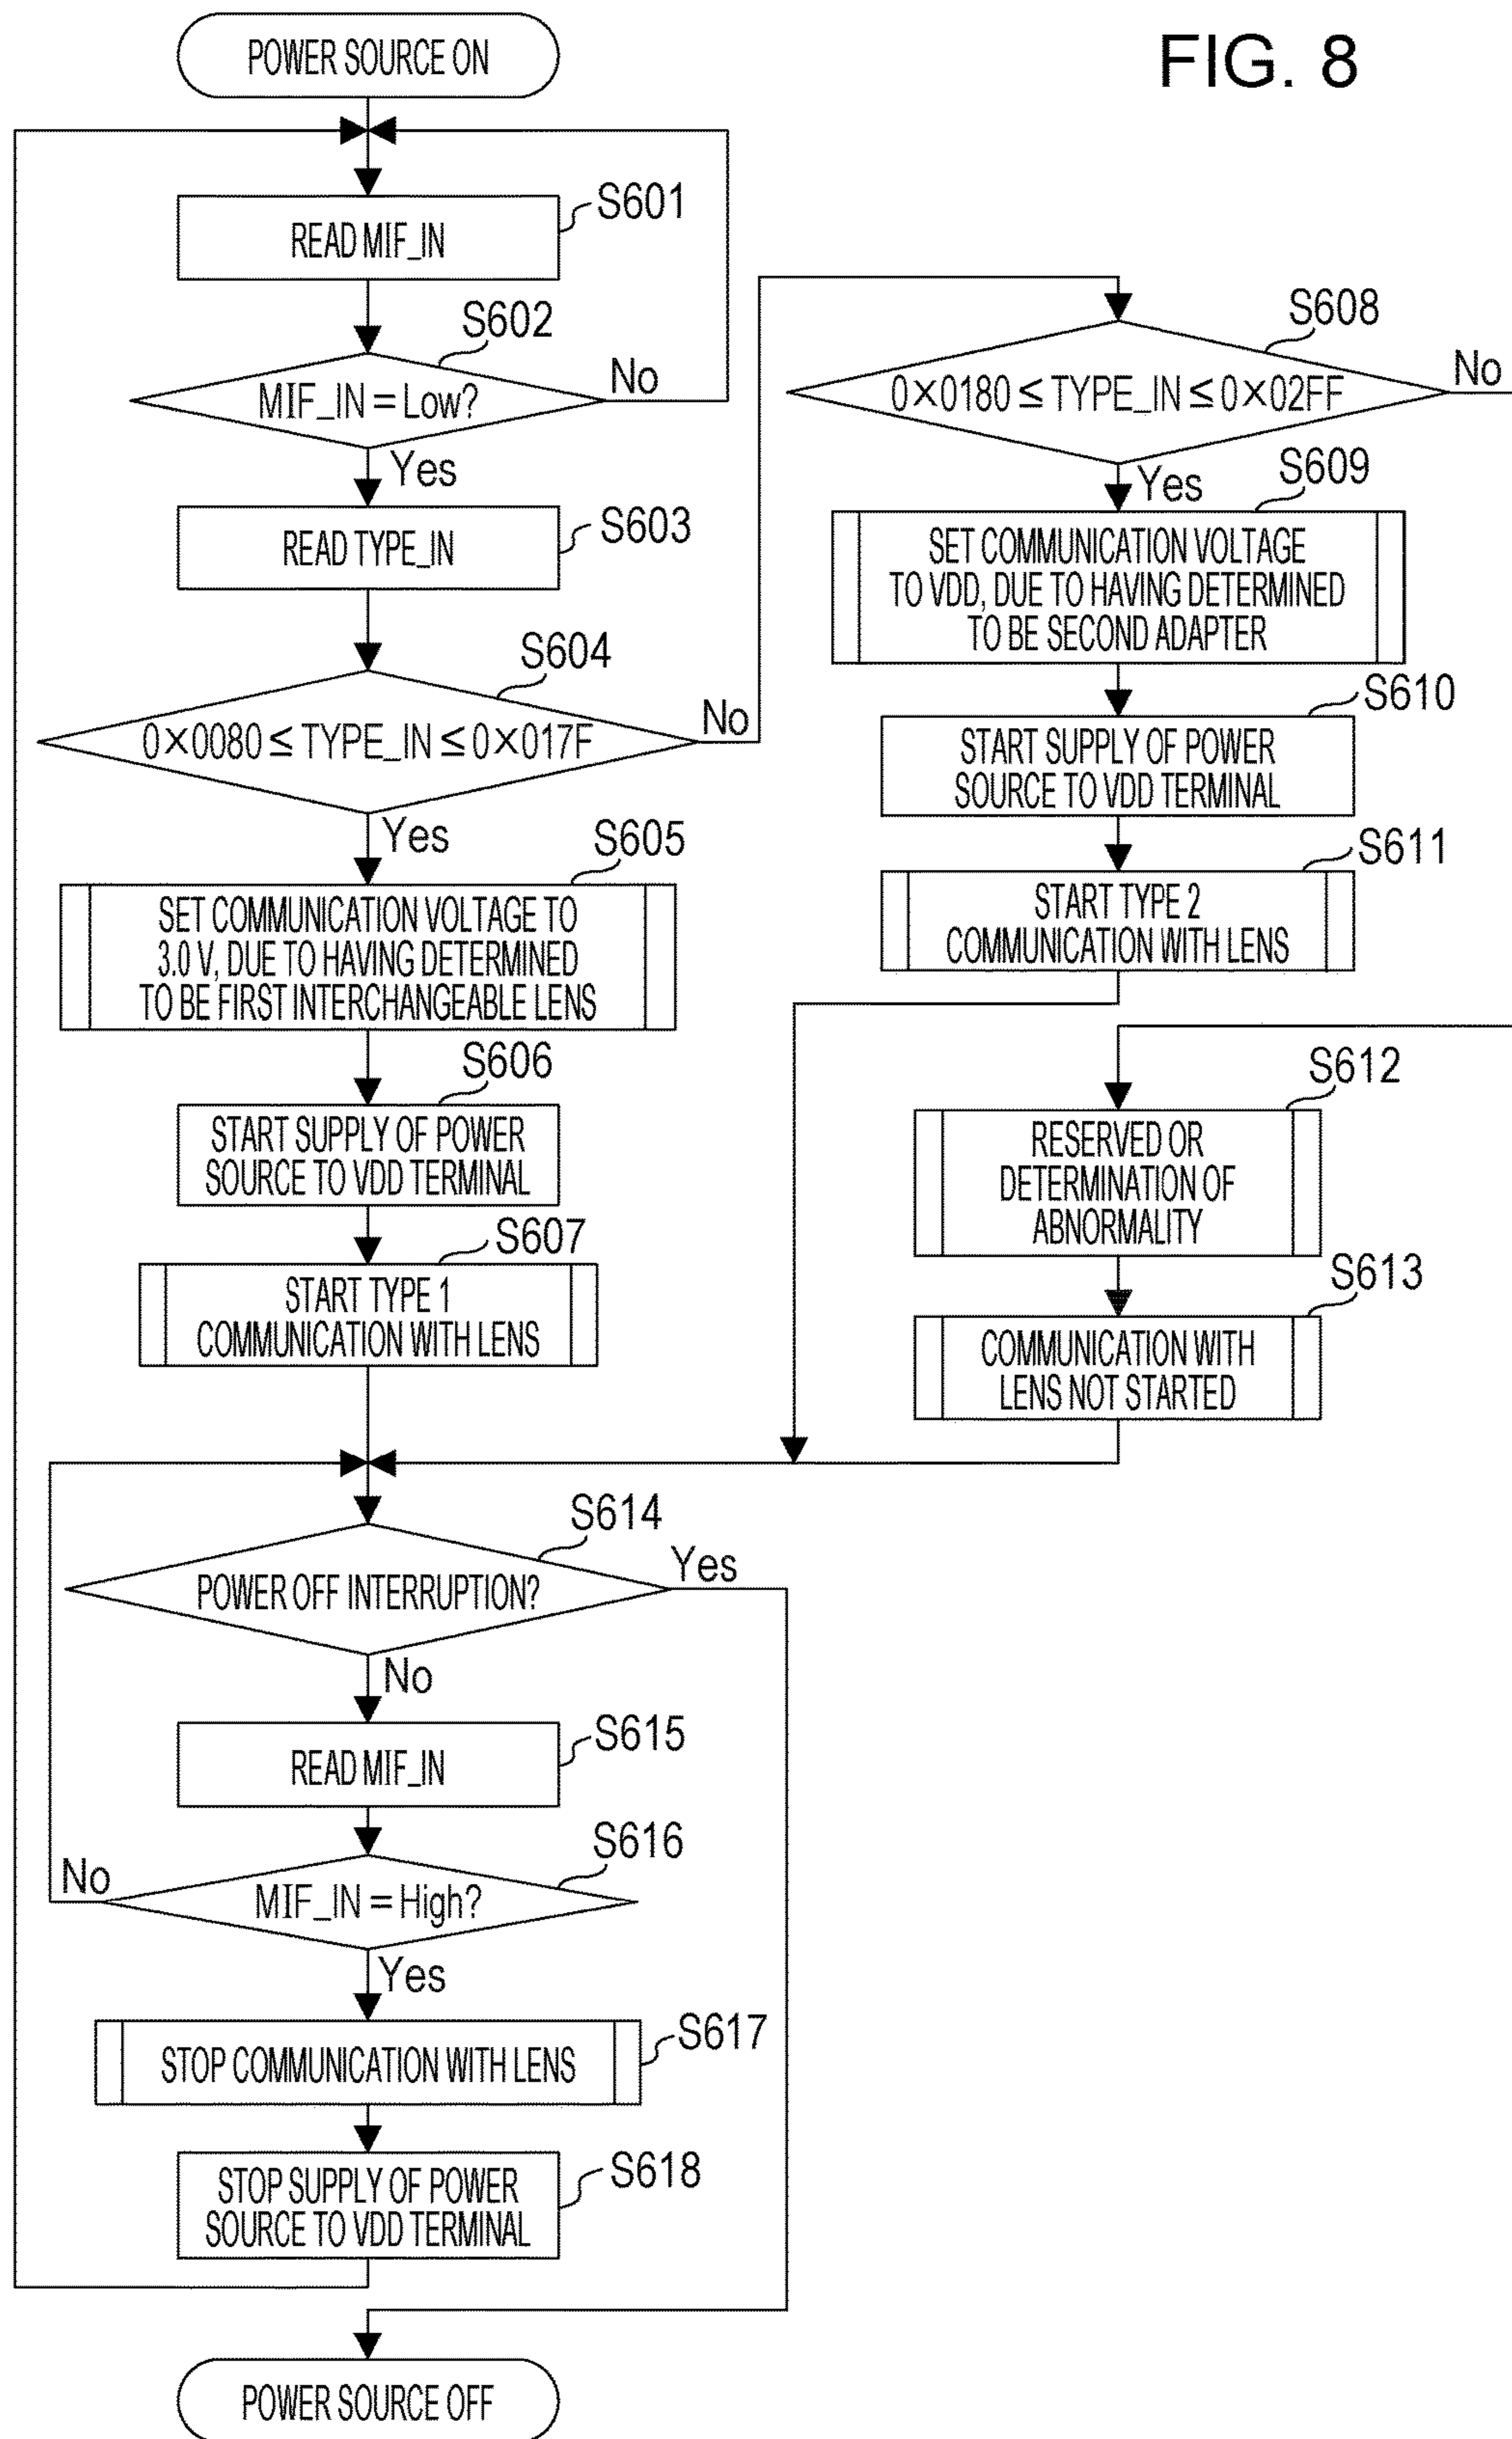 FIG. 8
POWER SOURCE ON
S601
READ MIF_IN
S602
MIF_IN = Low?
No
Yes
S603
READ TYPE_IN
S604
0×0080 ≤ TYPE_IN ≤ 0×017F
No
Yes
S605
SET COMMUNICATION VOLTAGE TO
3.0 V, DUE TO HAVING DETERMINED
TO BE FIRST INTERCHANGEABLE LENS
S606
START SUPPLY OF POWER
SOURCE TO VDD TERMINAL
S607
START TYPE 1
COMMUNICATION WITH LENS
S608
0×0180 ≤ TYPE_IN ≤ 0×02FF
No
Yes
S609
SET COMMUNICATION VOLTAGE
TO VDD, DUE TO HAVING DETERMINED
TO BE SECOND ADAPTER
S610
START SUPPLY OF POWER
SOURCE TO VDD TERMINAL
S611
START TYPE 2
COMMUNICATION WITH LENS
S612
RESERVED OR
DETERMINATION OF
ABNORMALITY
S613
COMMUNICATION WITH
LENS NOT STARTED
S614
POWER OFF INTERRUPTION?
Yes
No
S615
READ MIF_IN
S616
MIF_IN = High?
No
Yes
S617
STOP COMMUNICATION WITH LENS
S618
STOP SUPPLY OF POWER
SOURCE TO VDD TERMINAL
POWER SOURCE OFF